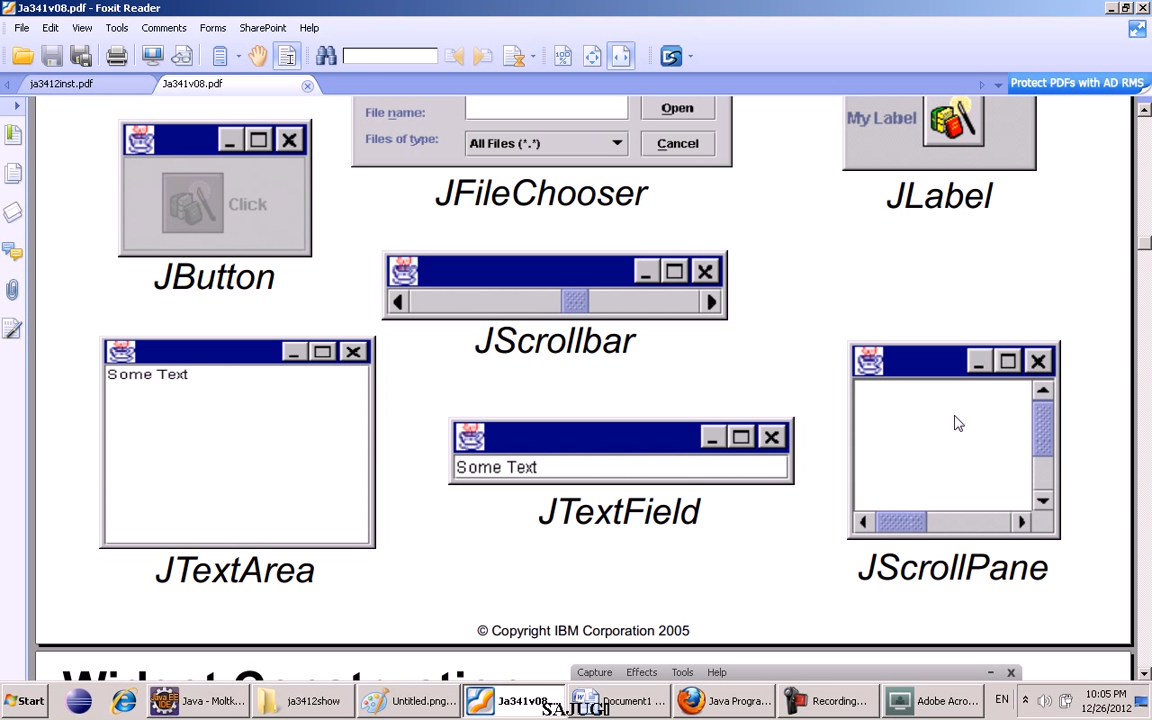 Ja341v08.pdf - Foxit Reader
File Edit View Tools Comments Forms SharePoint Help
ja3412inst.pdf
Ja341v08.pdf
Protect PDFs with AD RMS
File name:
Open
Files of type:
All Files (*.*)
Cancel
My Label
JFileChooser
JLabel
Click
JButton
JScrollbar
Some Text
JTextArea
Some Text
JTextField
JScrollPane
© Copyright IBM Corporation 2005
Widget Construction
Capture Effects Tools Help
Start
Java - Moltk...
ja3412show
Untitled.png...
Ja341v08....
Document1 ...
Java Progra...
Recording...
Adobe Acro...
EN
10:05 PM
12/26/2012